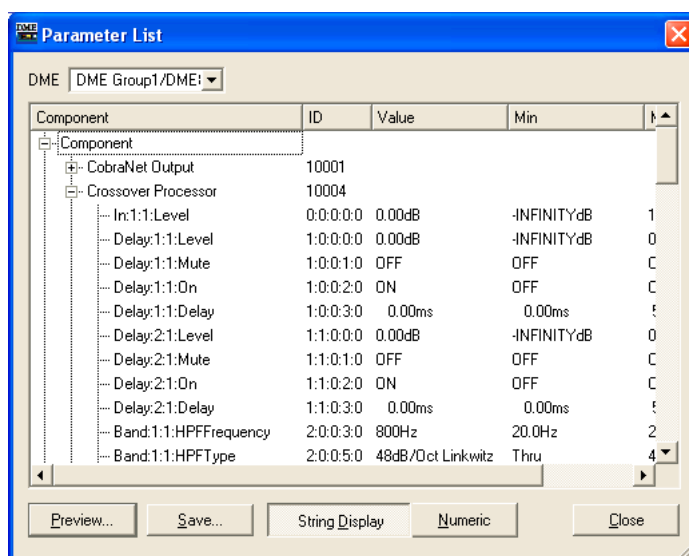 DME Parameter List
DME DME Group1/DME
Component ID Value Min
Component
CobraNet Output 10001
Crossover Processor 10004
In:1:1:Level 0:0:0:0:0 0.00dB -INFINITYdB 1
Delay:1:1:Level 1:0:0:0:0 0.00dB -INFINITYdB 0
Delay:1:1:Mute 1:0:0:1:0 OFF OFF
Delay:1:1:On 1:0:0:2:0 ON OFF
Delay:1:1:Delay 1:0:0:3:0 0.00ms 0.00ms
Delay:2:1:Level 1:1:0:0:0 0.00dB -INFINITYdB 0
Delay:2:1:Mute 1:1:0:1:0 OFF OFF
Delay:2:1:On 1:1:0:2:0 ON OFF
Delay:2:1:Delay 1:1:0:3:0 0.00ms 0.00ms
Band:1:1:HPFFrequency 2:0:0:3:0 800Hz 20.0Hz 2
Band:1:1:HPFType 2:0:0:5:0 48dB/Oct Linkwitz Thru 4
Preview... Save... String Display Numeric Close